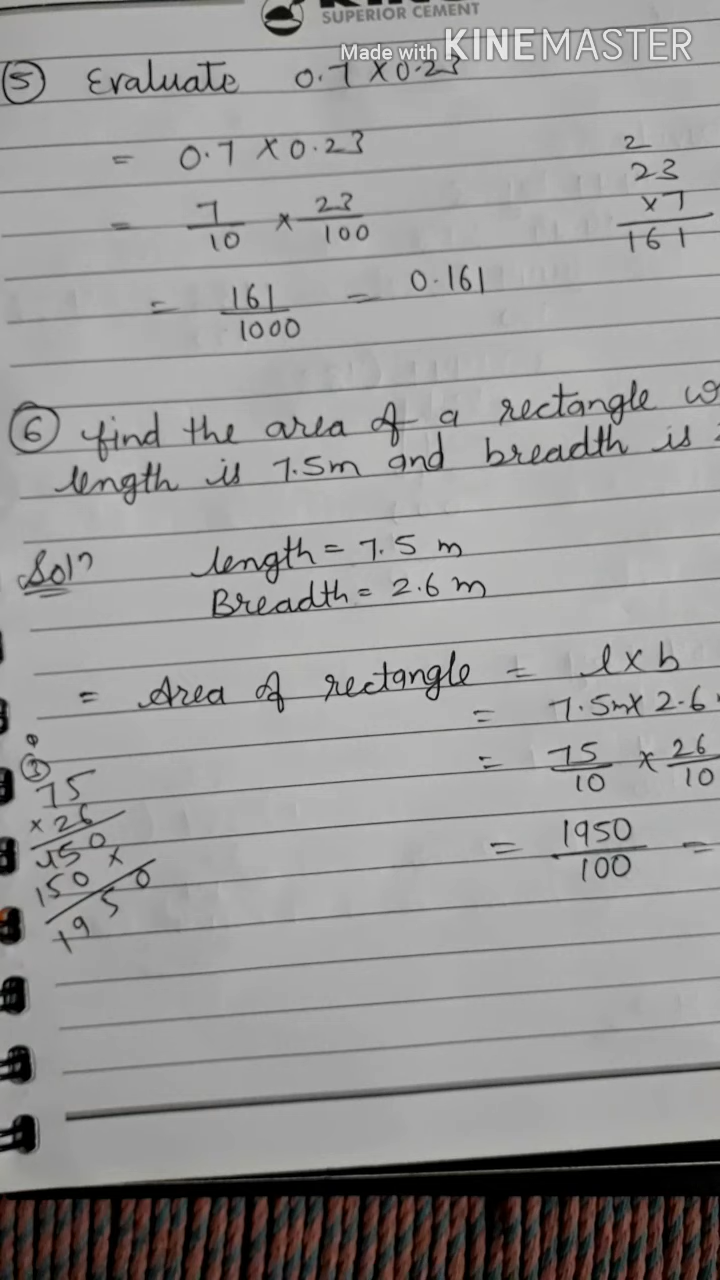 SUPERIOR CEMENT
Made with KINEMASTER
(5) Evaluate 0.7 × 0.23
= 0.7 × 0.23
= 7/10 × 23/100
2
23
×7
161
= 161/1000 = 0.161
(6) find the area of a rectangle
length is 7.5m and breadth is
Soln length = 7.5 m
Breadth = 2.6 m
= Area of rectangle = l × b
= 7.5m × 2.6
= 75/10 × 26/10
= 1950/100 =
75
×26
450
150×
1950